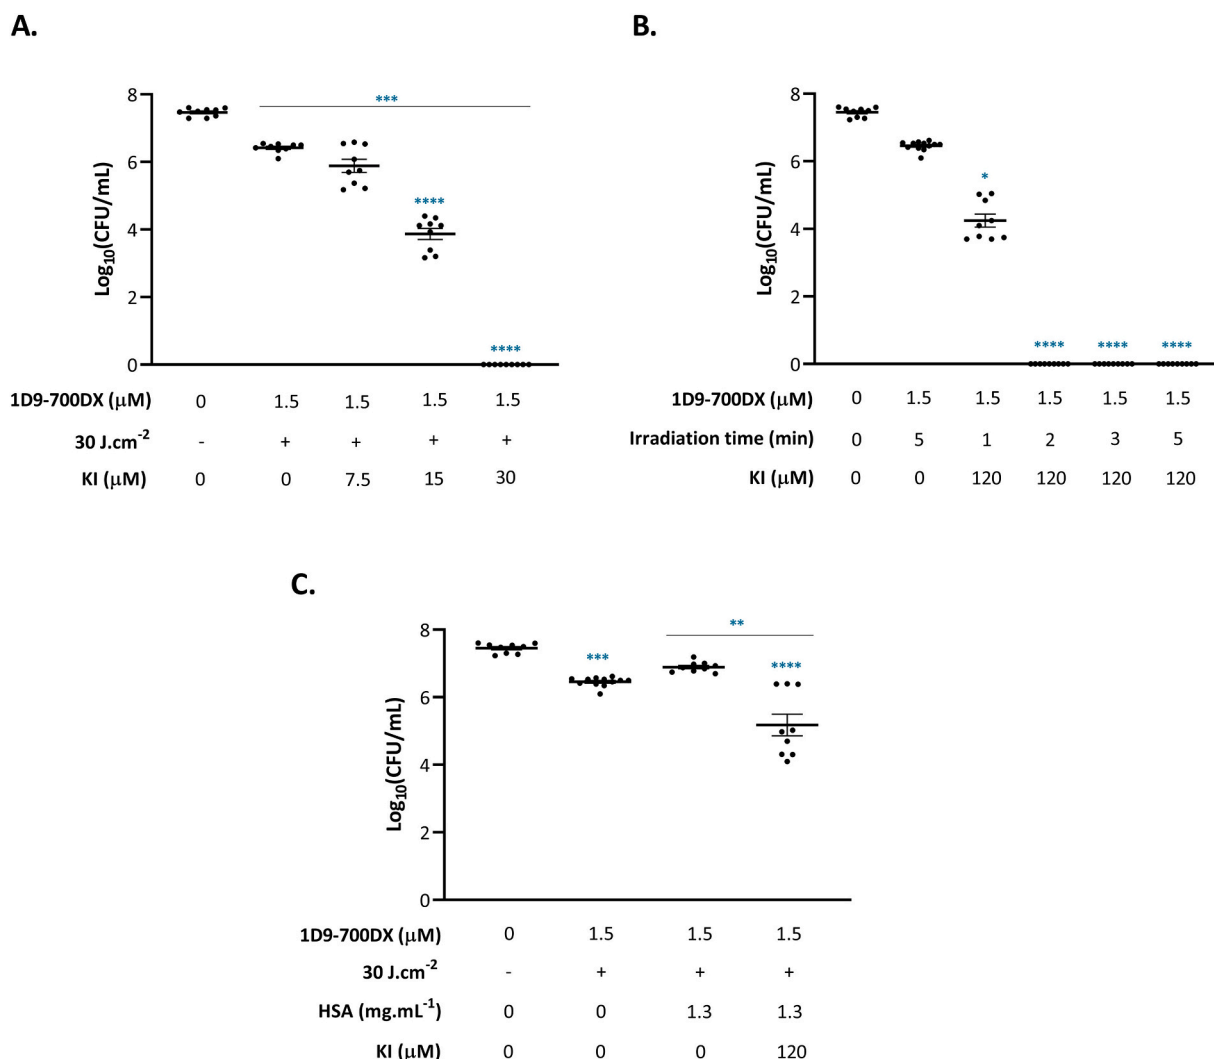 A.
***
8
6
4
2
0
****
****
Log10(CFU/mL)
1D9-700DX (μM) 0 1.5 1.5 1.5 1.5
30 J.cm-2 - + + + +
KI (μM) 0 0 7.5 15 30
B.
8
6
4
2
0
*
**** **** ****
Log10(CFU/mL)
1D9-700DX (μM) 0 1.5 1.5 1.5 1.5 1.5
Irradiation time (min) 0 5 1 2 3 5
KI (μM) 0 0 120 120 120 120
C.
8
6
4
2
0
**
***
****
Log10(CFU/mL)
1D9-700DX (μM) 0 1.5 1.5 1.5
30 J.cm-2 - + + +
HSA (mg.mL-1) 0 0 1.3 1.3
KI (μM) 0 0 0 120